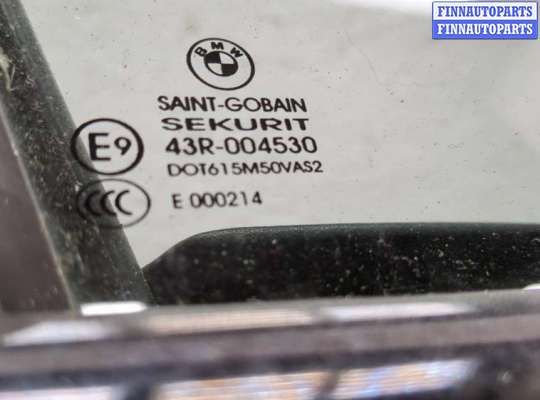 FINNAUTOPARTS
FINNAUTOPARTS
BMW
SAINT-GOBAIN
SEKURIT
E9 43R-004530
DOT615M50VAS2
CCC E 000214